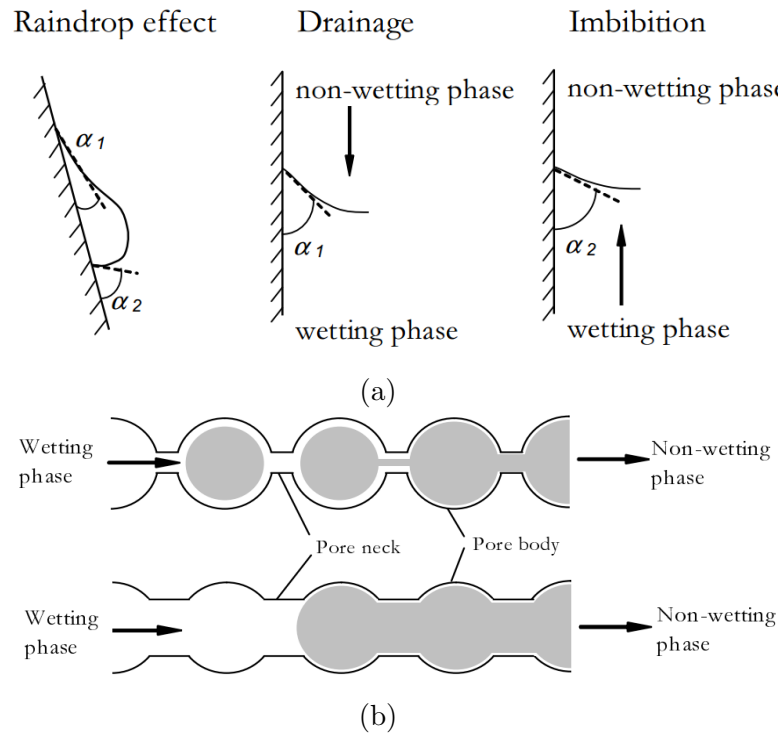 Raindrop effect
Drainage
Imbibition
non-wetting phase
non-wetting phase
α1
α1
α2
α2
wetting phase
wetting phase
(a)
Wetting
phase
Non-wetting
phase
Pore neck
Pore body
Wetting
phase
Non-wetting
phase
(b)